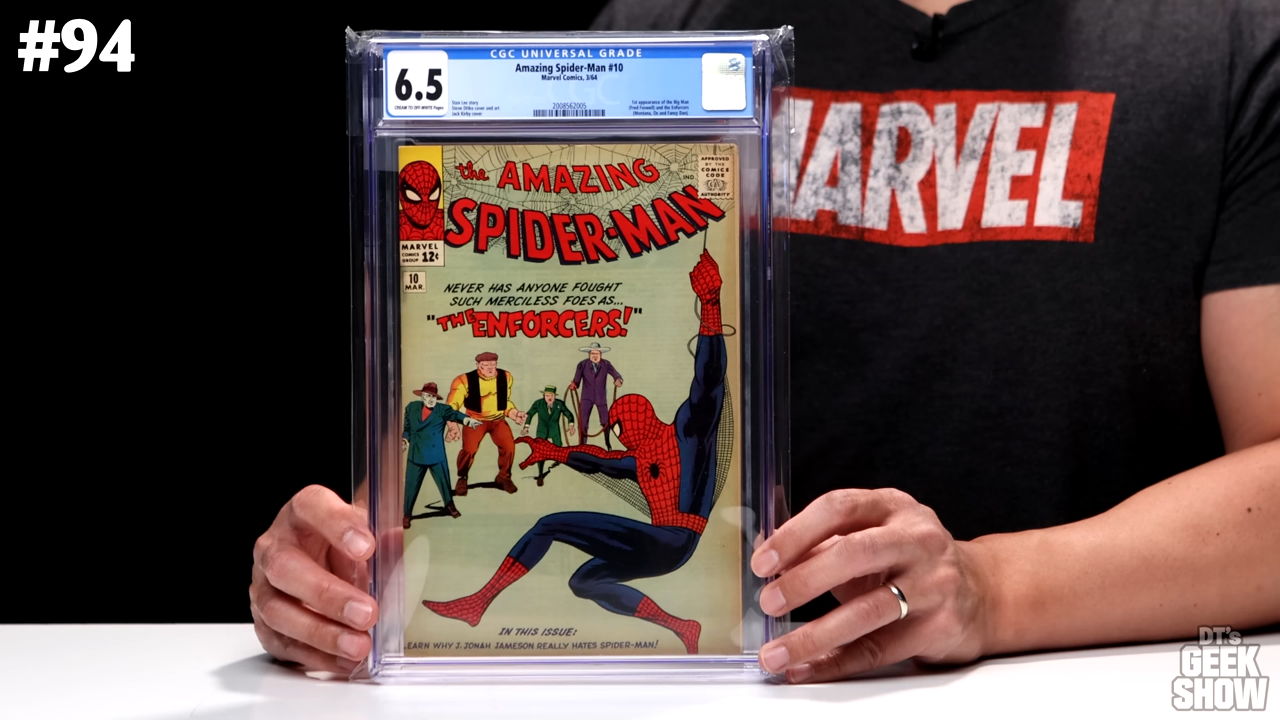 #94
CGC UNIVERSAL GRADE
6.5
CREAM TO OFF-WHITE Pages
Amazing Spider-Man #10
Marvel Comics, 3/64
Stan Lee story
Steve Ditko cover and art
Jack Kirby cover
2008562005
1st appearance of the Big Man
(Fred Foswell) and the Enforcers
(Montana, Ox and Fancy Dan).
CGC
MARVEL
the AMAZING
SPIDER-MAN
IND
APPROVED
BY THE
COMICS
CODE
AUTHORITY
MARVEL
COMICS
GROUP
12¢
10
MAR.
NEVER HAS ANYONE FOUGHT
SUCH MERCILESS FOES AS...
"THE ENFORCERS!"
IN THIS ISSUE:
EARN WHY J. JONAH JAMESON REALLY HATES SPIDER-MAN!
DT's
GEEK
SHOW